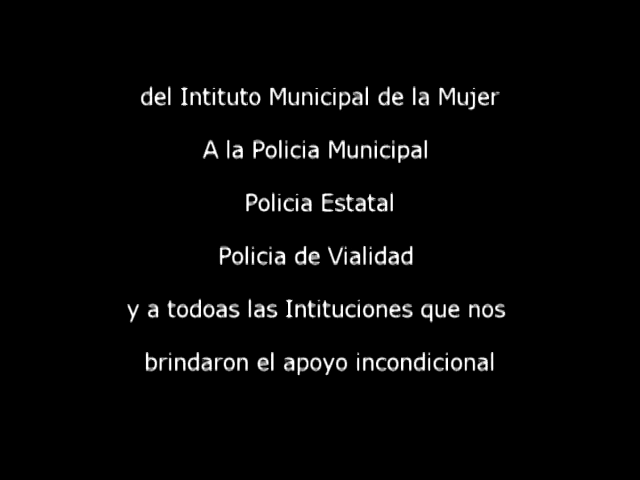 del Intituto Municipal de la Mujer
A la Policia Municipal
Policia Estatal
Policia de Vialidad
y a todoas las Intituciones que nos
brindaron el apoyo incondicional